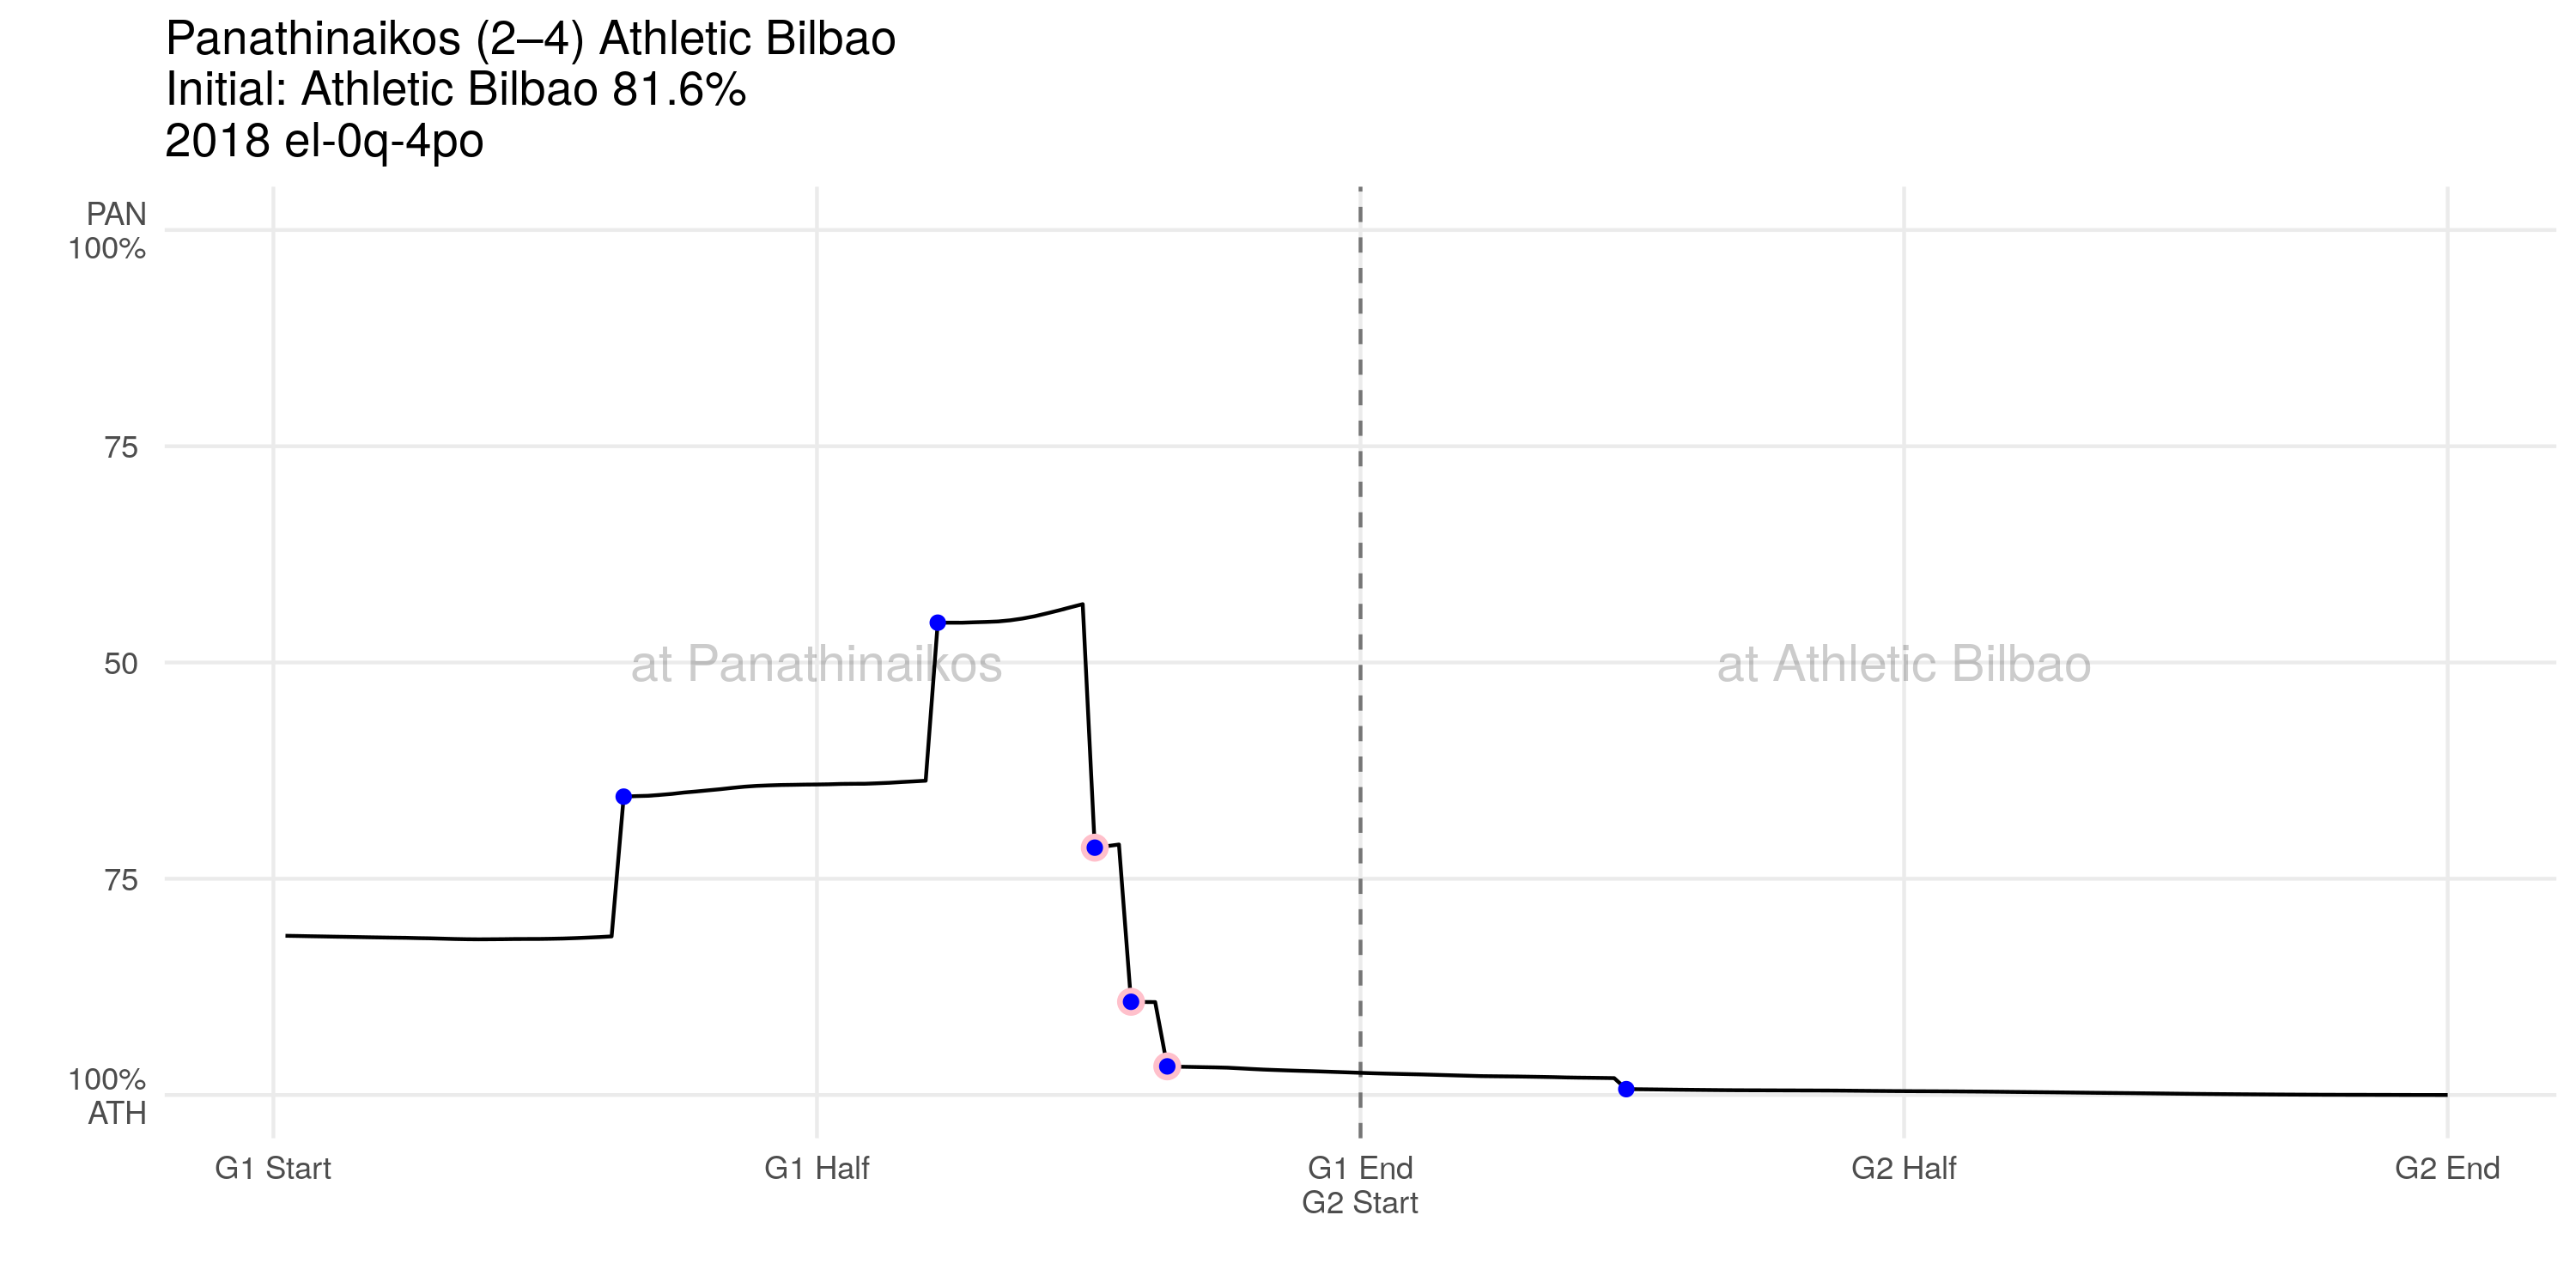 Panathinaikos (2–4) Athletic Bilbao
Initial: Athletic Bilbao 81.6%
2018 el-0q-4po
PAN
100%
75
50
75
100%
ATH
at Panathinaikos
at Athletic Bilbao
G1 Start
G1 Half
G1 End
G2 Start
G2 Half
G2 End